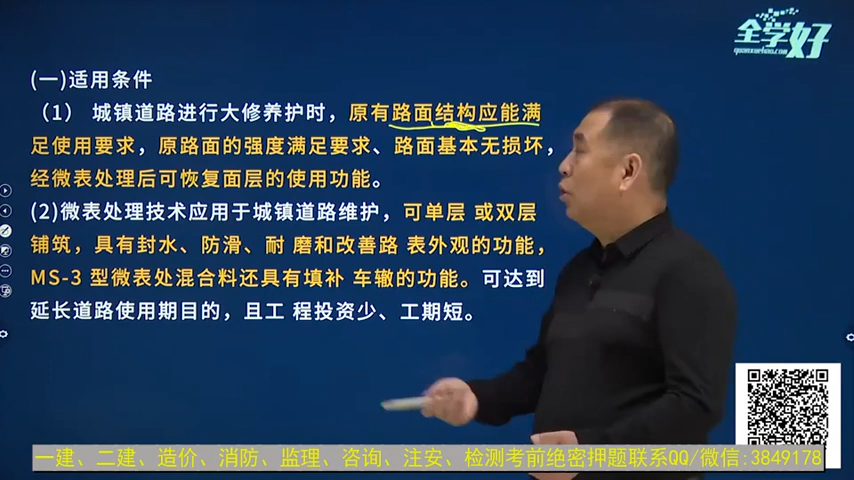 全学好
quanxuehao.com
(一)适用条件
（1） 城镇道路进行大修养护时，原有路面结构应能满
足使用要求，原路面的强度满足要求、路面基本无损坏，
经微表处理后可恢复面层的使用功能。
(2)微表处理技术应用于城镇道路维护，可单层 或双层
铺筑，具有封水、防滑、耐 磨和改善路 表外观的功能，
MS-3 型微表处混合料还具有填补 车辙的功能。可达到
延长道路使用期目的，且工 程投资少、工期短。
一建、二建、造价、消防、监理、咨询、注安、检测考前绝密押题联系QQ/微信:3849178